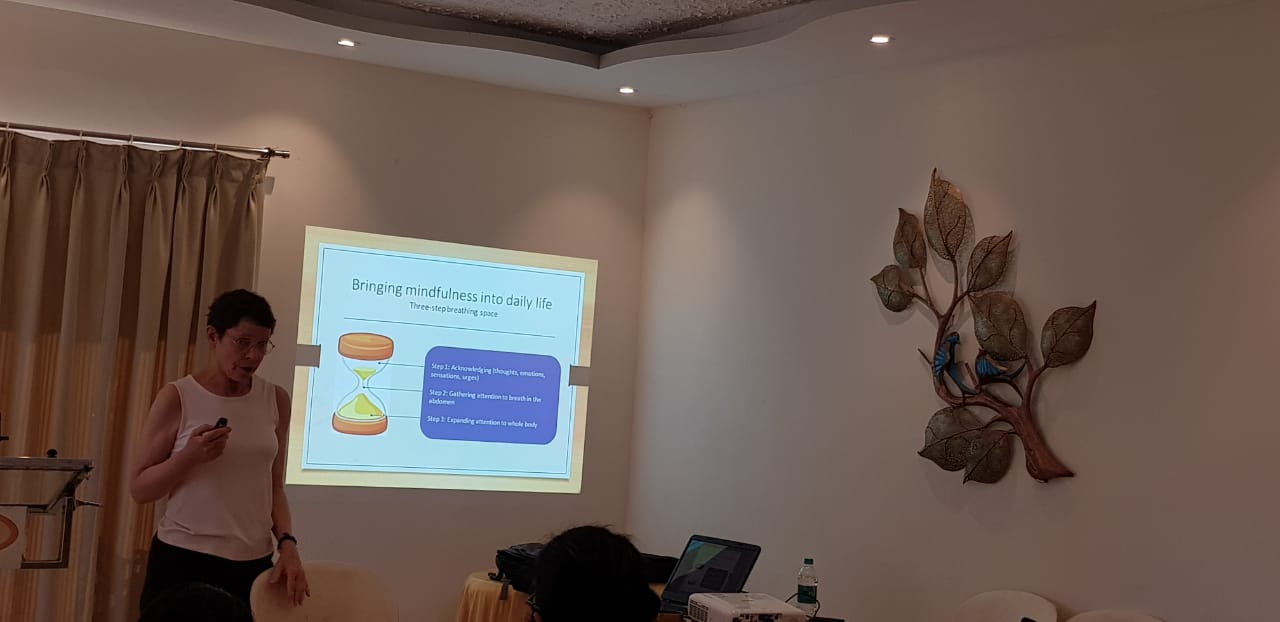 Bringing mindfulness into daily life
Three-step breathing space
Step 1: Acknowledging (thoughts, emotions,
sensations, urges)
Step 2: Gathering attention to breath in the
abdomen
Step 3: Expanding attention to whole body